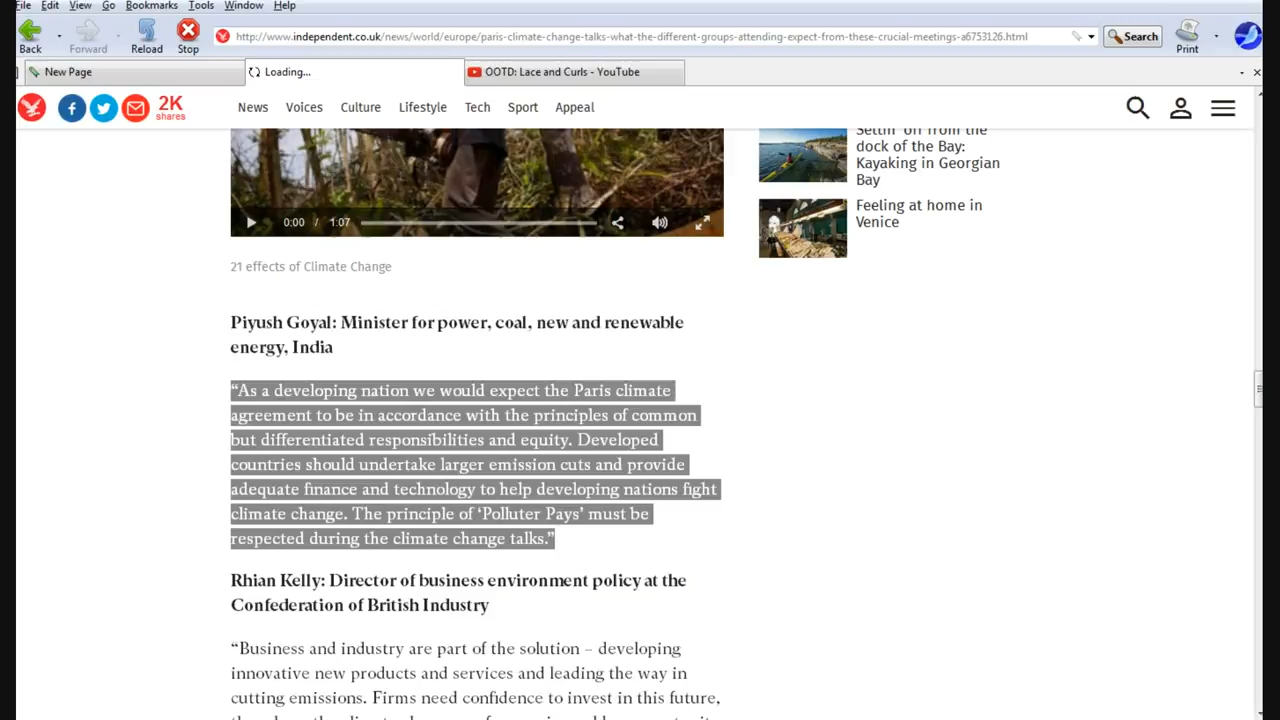 File Edit View Go Bookmarks Tools Window Help
Back Forward Reload Stop
http://www.independent.co.uk/news/world/europe/paris-climate-change-talks-what-the-different-groups-attending-expect-from-these-crucial-meetings-a6753126.html
Search
Print
New Page
Loading...
OOTD: Lace and Curls - YouTube
2K
shares
News Voices Culture Lifestyle Tech Sport Appeal
Settin' off from the
dock of the Bay:
Kayaking in Georgian
Bay
Feeling at home in
Venice
0:00 / 1:07
21 effects of Climate Change
Piyush Goyal: Minister for power, coal, new and renewable
energy, India
“As a developing nation we would expect the Paris climate
agreement to be in accordance with the principles of common
but differentiated responsibilities and equity. Developed
countries should undertake larger emission cuts and provide
adequate finance and technology to help developing nations fight
climate change. The principle of ‘Polluter Pays’ must be
respected during the climate change talks.”
Rhian Kelly: Director of business environment policy at the
Confederation of British Industry
“Business and industry are part of the solution – developing
innovative new products and services and leading the way in
cutting emissions. Firms need confidence to invest in this future,